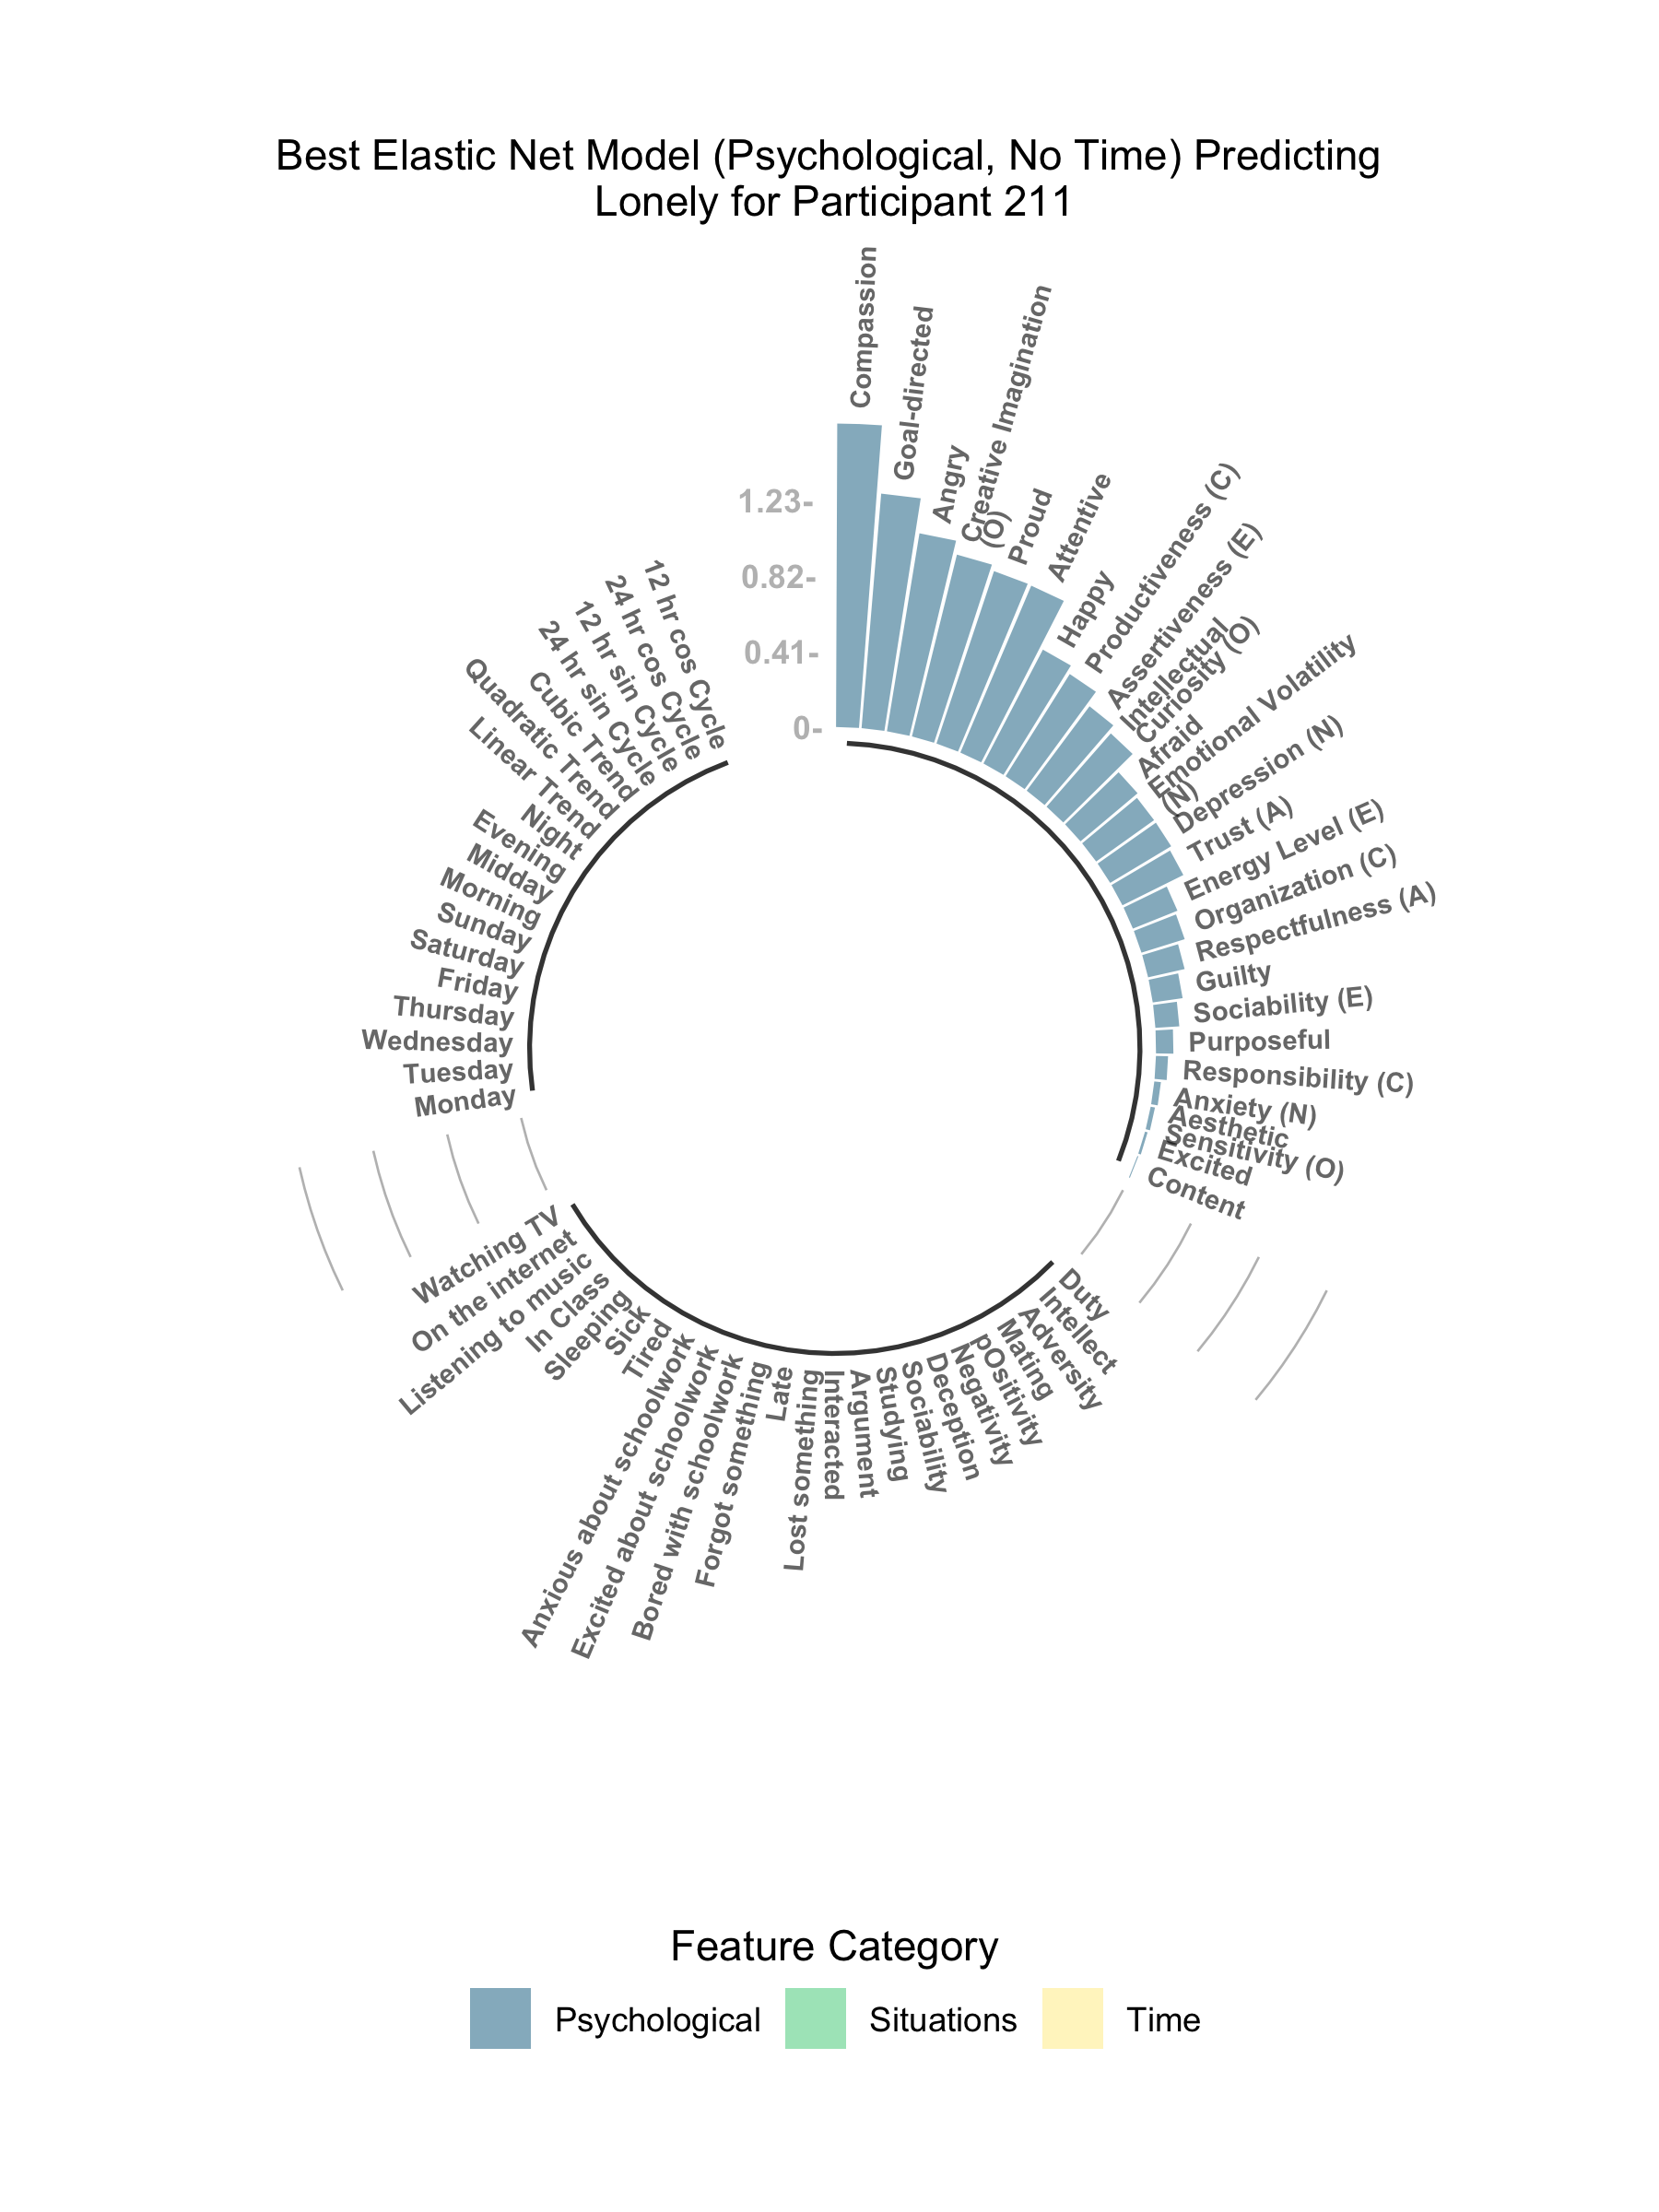 Best Elastic Net Model (Psychological, No Time) Predicting
Lonely for Participant 211
1.23-
0.82-
0.41-
0-
Compassion
Goal-directed
Angry
Creative Imagination
(O)
Proud
Attentive
Happy
Productiveness (C)
Assertiveness (E)
Intellectual
Curiosity (O)
Afraid
Emotional Volatility
(N)
Depression (N)
Trust (A)
Energy Level (E)
Organization (C)
Respectfulness (A)
Guilty
Sociability (E)
Purposeful
Responsibility (C)
Anxiety (N)
Aesthetic
Sensitivity (O)
Excited
Content
Duty
Intellect
Adversity
Mating
pOsitivity
Negativity
Deception
Sociability
Studying
Argument
Interacted
Lost something
Late
Forgot something
Bored with schoolwork
Excited about schoolwork
Anxious about schoolwork
Tired
Sick
Sleeping
In Class
Listening to music
On the internet
Watching TV
Monday
Tuesday
Wednesday
Thursday
Friday
Saturday
Sunday
Morning
Midday
Evening
Night
Linear Trend
Quadratic Trend
Cubic Trend
24 hr sin Cycle
12 hr sin Cycle
24 hr cos Cycle
12 hr cos Cycle
Feature Category
Psychological
Situations
Time